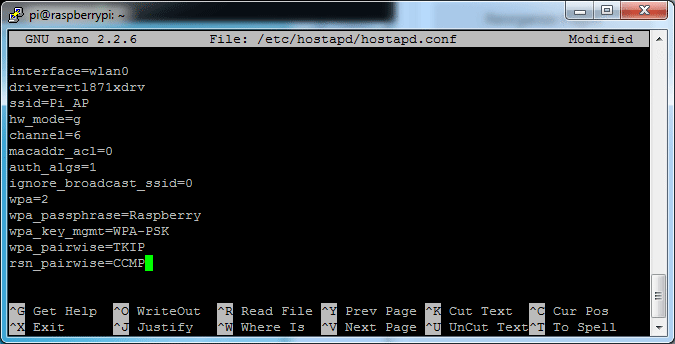 pi@raspberrypi: ~
GNU nano 2.2.6 File: /etc/hostapd/hostapd.conf Modified
interface=wlan0
driver=rtl871xdrv
ssid=Pi_AP
hw_mode=g
channel=6
macaddr_acl=0
auth_algs=1
ignore_broadcast_ssid=0
wpa=2
wpa_passphrase=Raspberry
wpa_key_mgmt=WPA-PSK
wpa_pairwise=TKIP
rsn_pairwise=CCMP
^G Get Help ^O WriteOut ^R Read File ^Y Prev Page ^K Cut Text ^C Cur Pos
^X Exit ^J Justify ^W Where Is ^V Next Page ^U UnCut Text^T To Spell